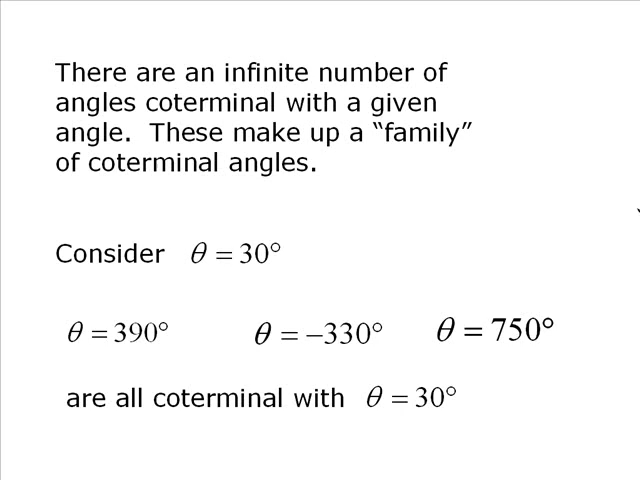 There are an infinite number of
angles coterminal with a given
angle.  These make up a “family”
of coterminal angles.
Consider θ = 30°
θ = 390° θ = –330° θ = 750°
are all coterminal with θ = 30°